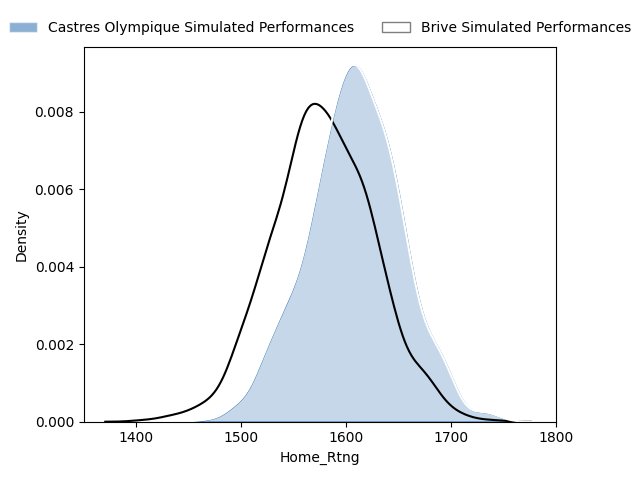 Castres Olympique Simulated Performances
Brive Simulated Performances
0.008
0.006
0.004
0.002
0.000
Density
1400
1500
1600
1700
1800
Home_Rtng